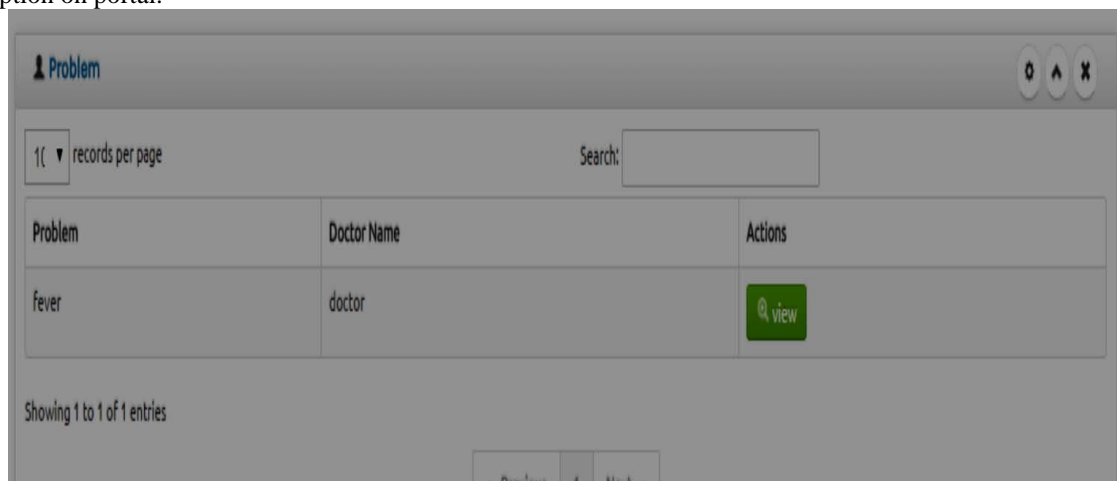 ption on portal.
Problem
records per page Search:
Problem Doctor Name Actions
fever doctor view
Showing 1 to 1 of 1 entries